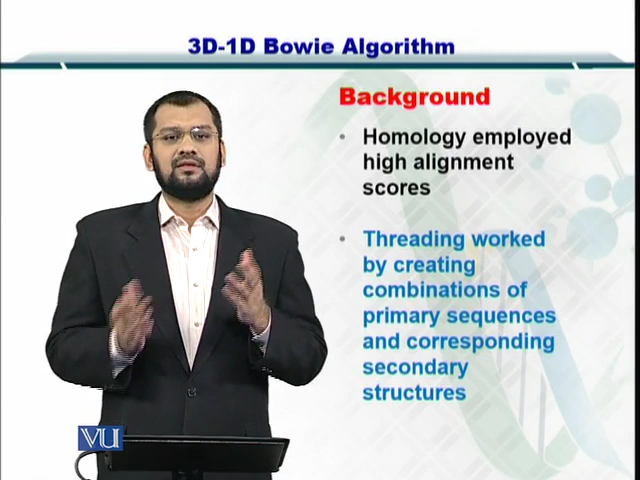 3D-1D Bowie Algorithm
Background
• Homology employed
high alignment
scores
• Threading worked
by creating
combinations of
primary sequences
and corresponding
secondary
structures
VU